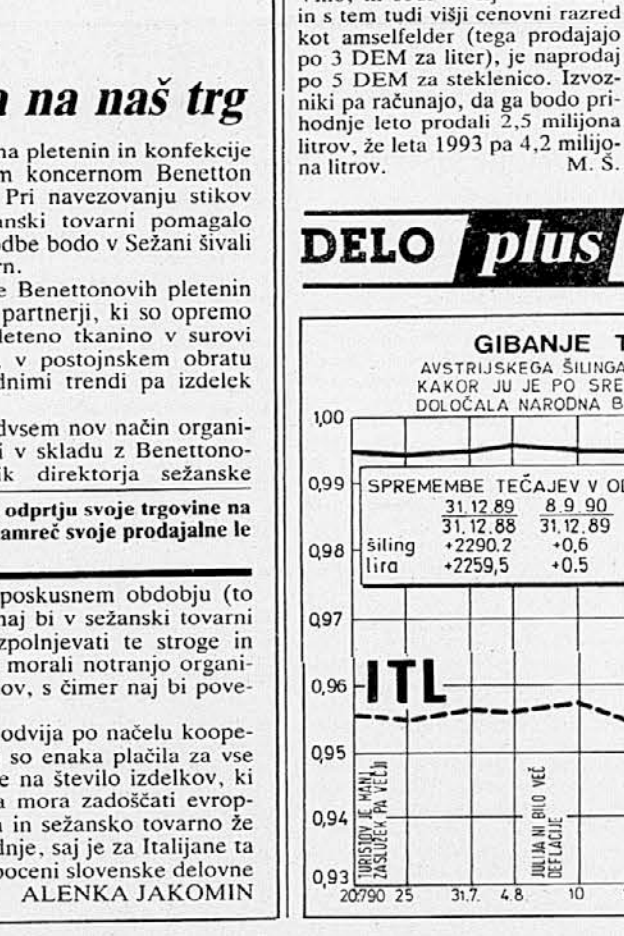 a na naš trg
na pletenin in konfekcije
m koncernom Benetton
Pri navezovanju stikov
anski tovarni pomagalo
odbe bodo v Sežani šivali
rn.
e Benettonovih pletenin
partnerji, ki so opremo
leteno tkanino v surovi
, v postojnskem obratu
dnimi trendi pa izdelek
dvsem nov način organi-
i v skladu z Benettono-
ik direktorja sežanske
odprtju svoje trgovine na
amreč svoje prodajalne le
poskusnem obdobju (to
naj bi v sežanski tovarni
zpolnjevati te stroge in
morali notranjo organi-
ov, s čimer naj bi pove-
odvija po načelu koope-
so enaka plačila za vse
e na število izdelkov, ki
a mora zadoščati evrop-
a in sežansko tovarno že
dnje, saj je za Italijane ta
poceni slovenske delovne
ALENKA JAKOMIN
in s tem tudi višji cenovni razred
kot amselfelder (tega prodajajo
po 3 DEM za liter), je naprodaj
po 5 DEM za steklenico. Izvoz-
niki pa računajo, da ga bodo pri-
hodnje leto prodali 2,5 milijona
litrov, že leta 1993 pa 4,2 milijo-
na litrov. M. Š.
DELO plus
GIBANJE T
AVSTRIJSKEGA ŠILINGA
KAKOR JU JE PO SRE
DOLOČALA NARODNA B
1,00
0,99
SPREMEMBE TEČAJEV V OD
31.12.89 8.9.90
31.12.88 31.12.89
0,98
šiling +2290.2 +0,6
lira +2259,5 +0.5
0,97
0,96
ITL
0,95
0,94
0,93
TURISTOV JE MANJ
ZASLUŽEK PA VEČJI
JULIJA NI BILO VEČ
DEFLACIJE
20.7.90 25 31.7. 4.8. 10